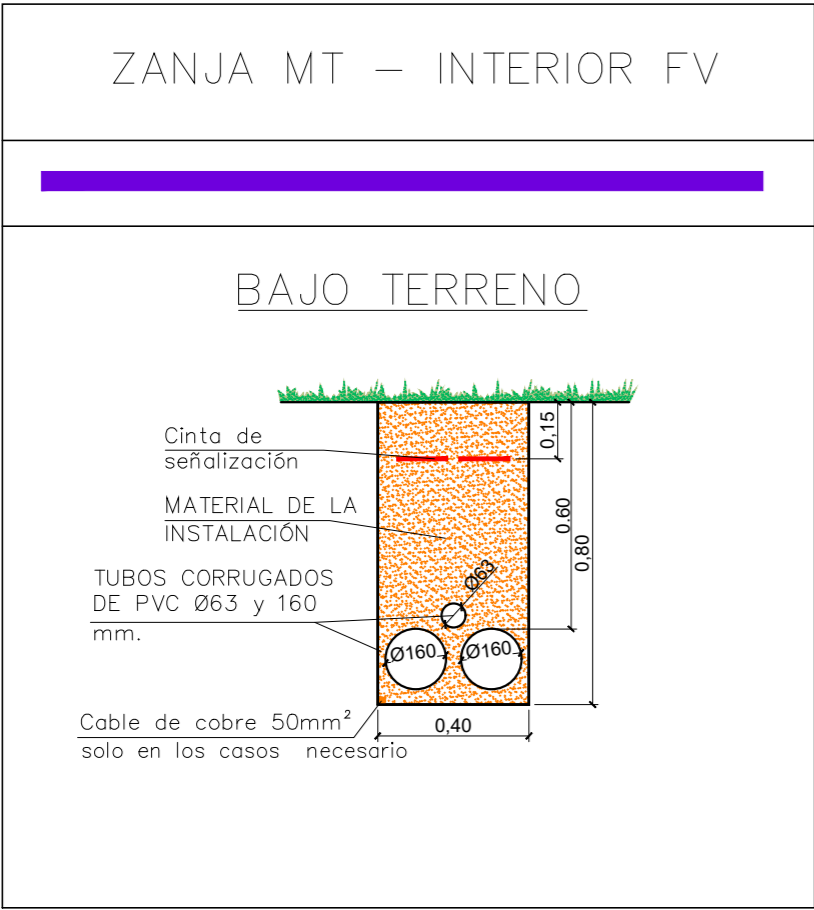 ZANJA MT – INTERIOR FV
BAJO TERRENO
Cinta de
señalización
0,15
MATERIAL DE LA
INSTALACIÓN
0.60
0,80
TUBOS CORRUGADOS
DE PVC Ø63 y 160
mm.
Ø63
Ø160
Ø160
Cable de cobre 50mm²
solo en los casos necesario
0,40